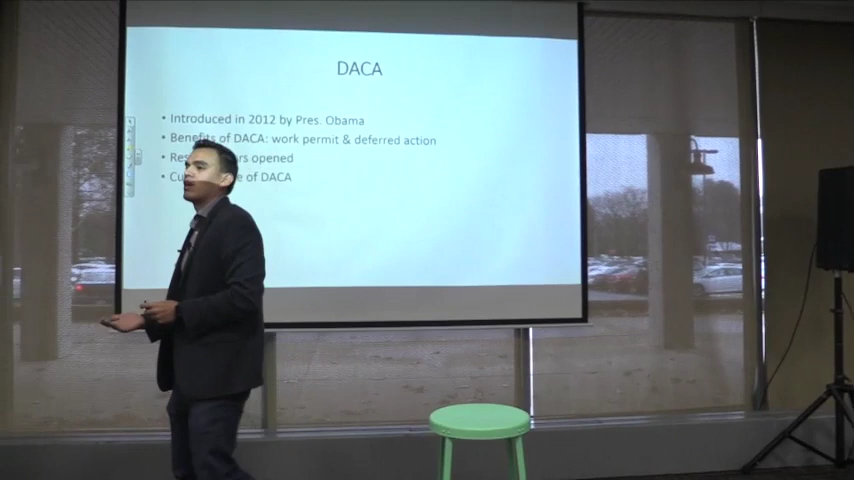 DACA
• Introduced in 2012 by Pres. Obama
• Benefits of DACA: work permit & deferred action
• opened
• of DACA